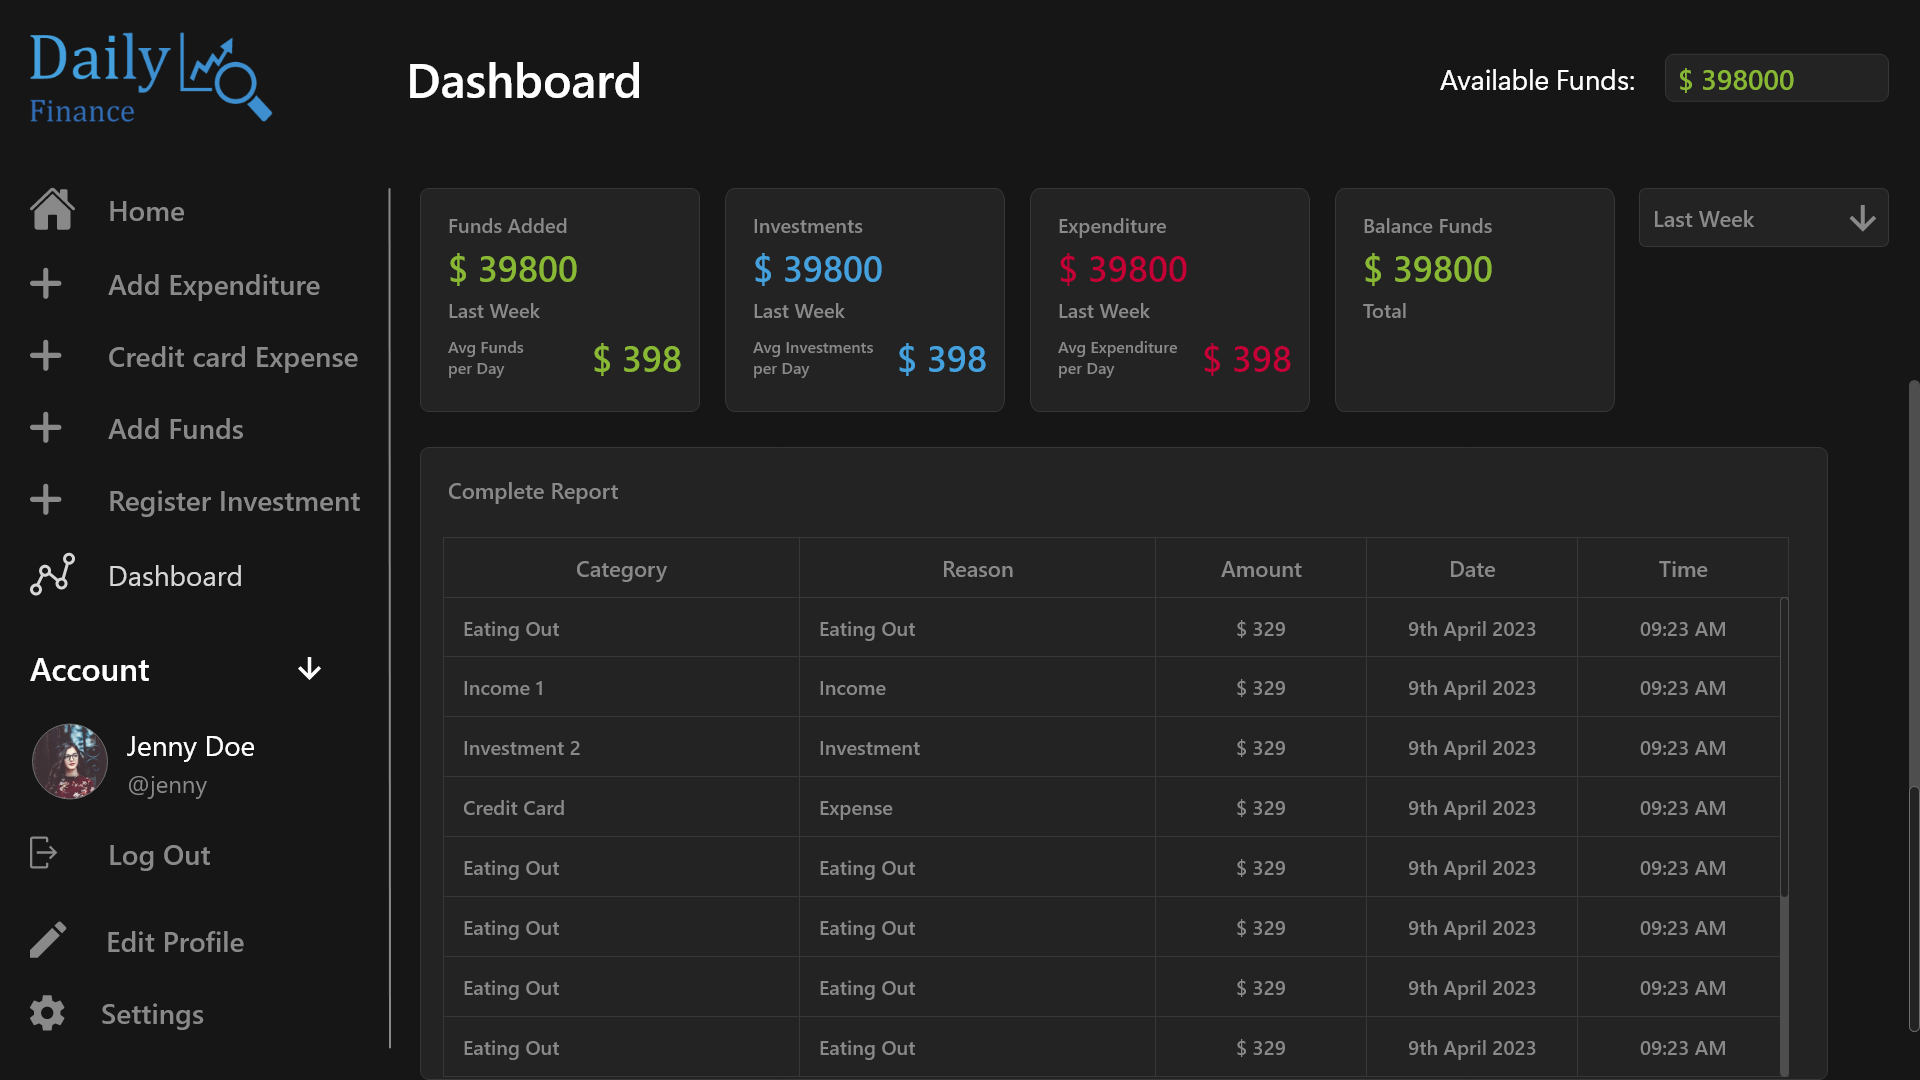 Daily
Finance
Dashboard
Available Funds:
$ 398000
Home
Add Expenditure
Credit card Expense
Add Funds
Register Investment
Dashboard
Account
Jenny Doe
@jenny
Log Out
Edit Profile
Settings
Funds Added
$ 39800
Last Week
Avg Funds
per Day
$ 398
Investments
$ 39800
Last Week
Avg Investments
per Day
$ 398
Expenditure
$ 39800
Last Week
Avg Expenditure
per Day
$ 398
Balance Funds
$ 39800
Total
Last Week
Complete Report
Category Reason Amount Date Time
Eating Out Eating Out $ 329 9th April 2023 09:23 AM
Income 1 Income $ 329 9th April 2023 09:23 AM
Investment 2 Investment $ 329 9th April 2023 09:23 AM
Credit Card Expense $ 329 9th April 2023 09:23 AM
Eating Out Eating Out $ 329 9th April 2023 09:23 AM
Eating Out Eating Out $ 329 9th April 2023 09:23 AM
Eating Out Eating Out $ 329 9th April 2023 09:23 AM
Eating Out Eating Out $ 329 9th April 2023 09:23 AM